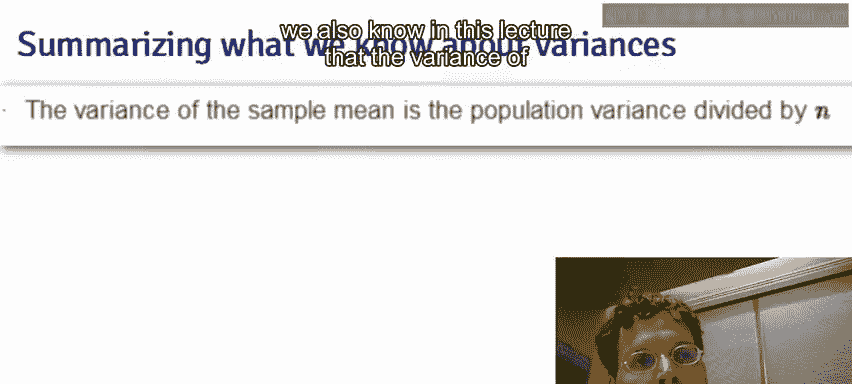 we also know in this lecture
that the variance of
Summarizing what we know about variances
The variance of the sample mean is the population variance divided by n